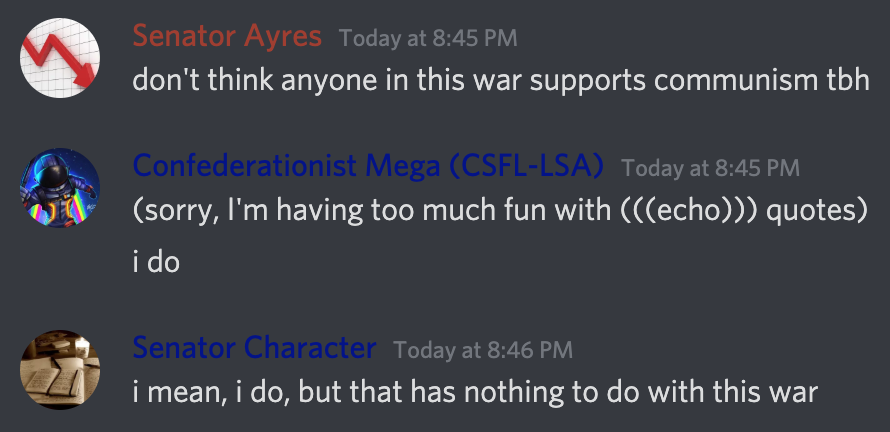 Senator Ayres Today at 8:45 PM
don't think anyone in this war supports communism tbh
Confederationist Mega (CSFL-LSA) Today at 8:45 PM
(sorry, I'm having too much fun with (((echo))) quotes)
i do
Senator Character Today at 8:46 PM
i mean, i do, but that has nothing to do with this war